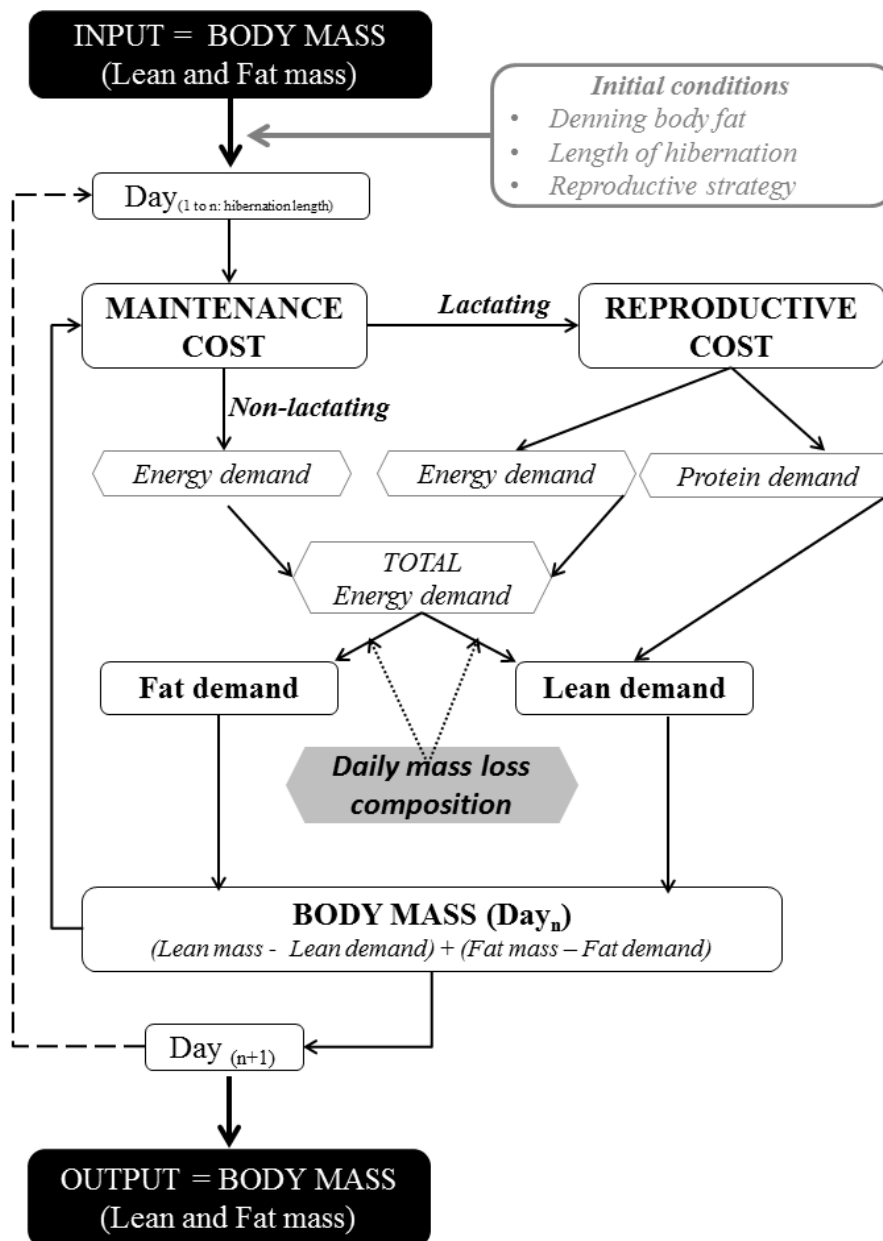 INPUT = BODY MASS
(Lean and Fat mass)
Initial conditions
• Denning body fat
• Length of hibernation
• Reproductive strategy
Day(1 to n: hibernation length)
MAINTENANCE
COST
Lactating
REPRODUCTIVE
COST
Non-lactating
Energy demand
Energy demand
Protein demand
TOTAL
Energy demand
Fat demand
Lean demand
Daily mass loss
composition
BODY MASS (Dayn)
(Lean mass - Lean demand) + (Fat mass – Fat demand)
Day (n+1)
OUTPUT = BODY MASS
(Lean and Fat mass)